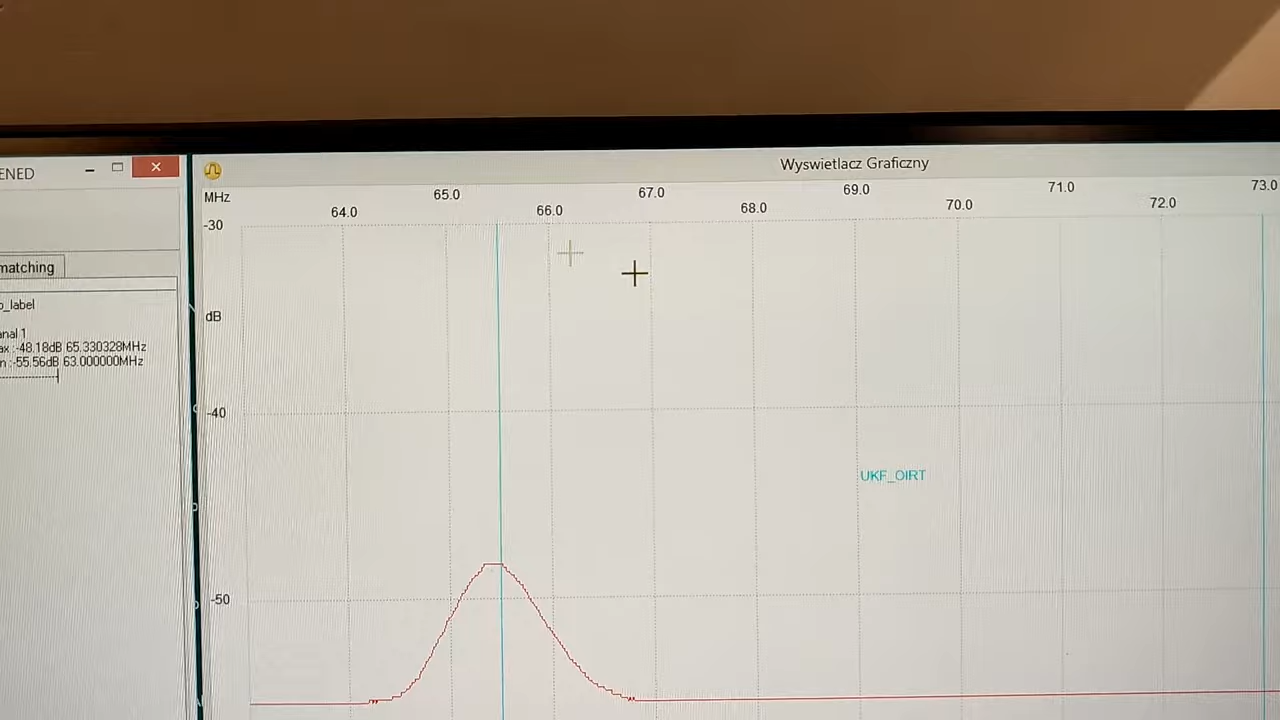 ENED
Wyswietlacz Graficzny
MHz
65.0 67.0 69.0 71.0 73.0
64.0 66.0 68.0 70.0 72.0
-30
matching
_label
dB
anal 1
ax :-48.18dB 65.330328MHz
n :-55.56dB 63.000000MHz
-40
UKF_OIRT
-50